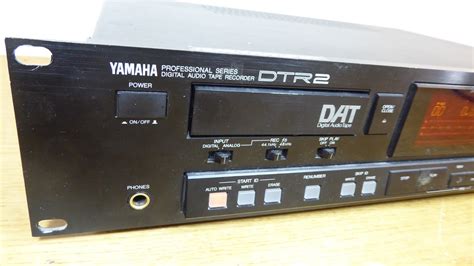 YAMAHA PROFESSIONAL SERIES
DIGITAL AUDIO TAPE RECORDER DTR2
POWER
ON/OFF
DAT
Digital Audio Tape
OPEN/
CLOSE
INPUT
DIGITAL ANALOG
REC FS
44.1kHz 48kHz
SKIP PLAY
OFF ON
PHONES
START ID
AUTO WRITE WRITE ERASE
RENUMBER
SKIP ID
WRITE ERASE
STOP